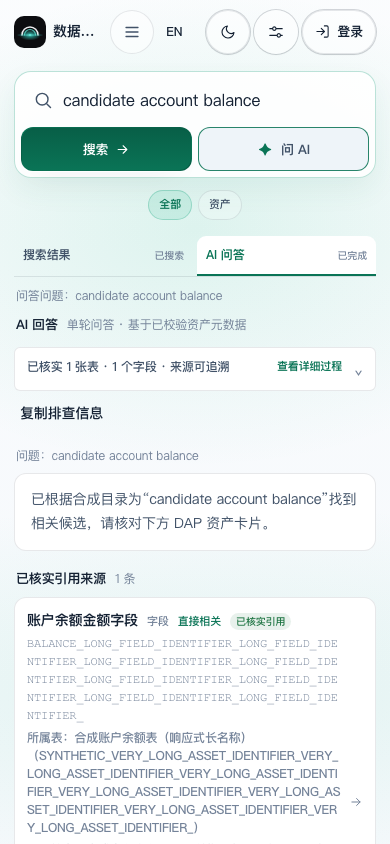 数据... EN 登录
candidate account balance
搜索 → 问 AI
全部 资产
搜索结果 已搜索 AI 问答 已完成
问答问题：candidate account balance
AI 回答 单轮问答 · 基于已校验资产元数据
已核实 1 张表 · 1 个字段 · 来源可追溯 查看详细过程
复制排查信息
问题：candidate account balance
已根据合成目录为“candidate account balance”找到
相关候选，请核对下方 DAP 资产卡片。
已核实引用来源 1 条
账户余额金额字段 字段 直接相关 已核实引用
BALANCE_LONG_FIELD_IDENTIFIER_LONG_FIELD_IDE
NTIFIER_LONG_FIELD_IDENTIFIER_LONG_FIELD_IDE
NTIFIER_LONG_FIELD_IDENTIFIER_LONG_FIELD_IDE
NTIFIER_LONG_FIELD_IDENTIFIER_LONG_FIELD_IDE
NTIFIER_
所属表：合成账户余额表（响应式长名称）
（SYNTHETIC_VERY_LONG_ASSET_IDENTIFIER_VERY_
LONG_ASSET_IDENTIFIER_VERY_LONG_ASSET_IDENTI
FIER_VERY_LONG_ASSET_IDENTIFIER_VERY_LONG_AS
SET_IDENTIFIER_VERY_LONG_ASSET_IDENTIFIER_VER
Y_LONG_ASSET_IDENTIFIER_） →